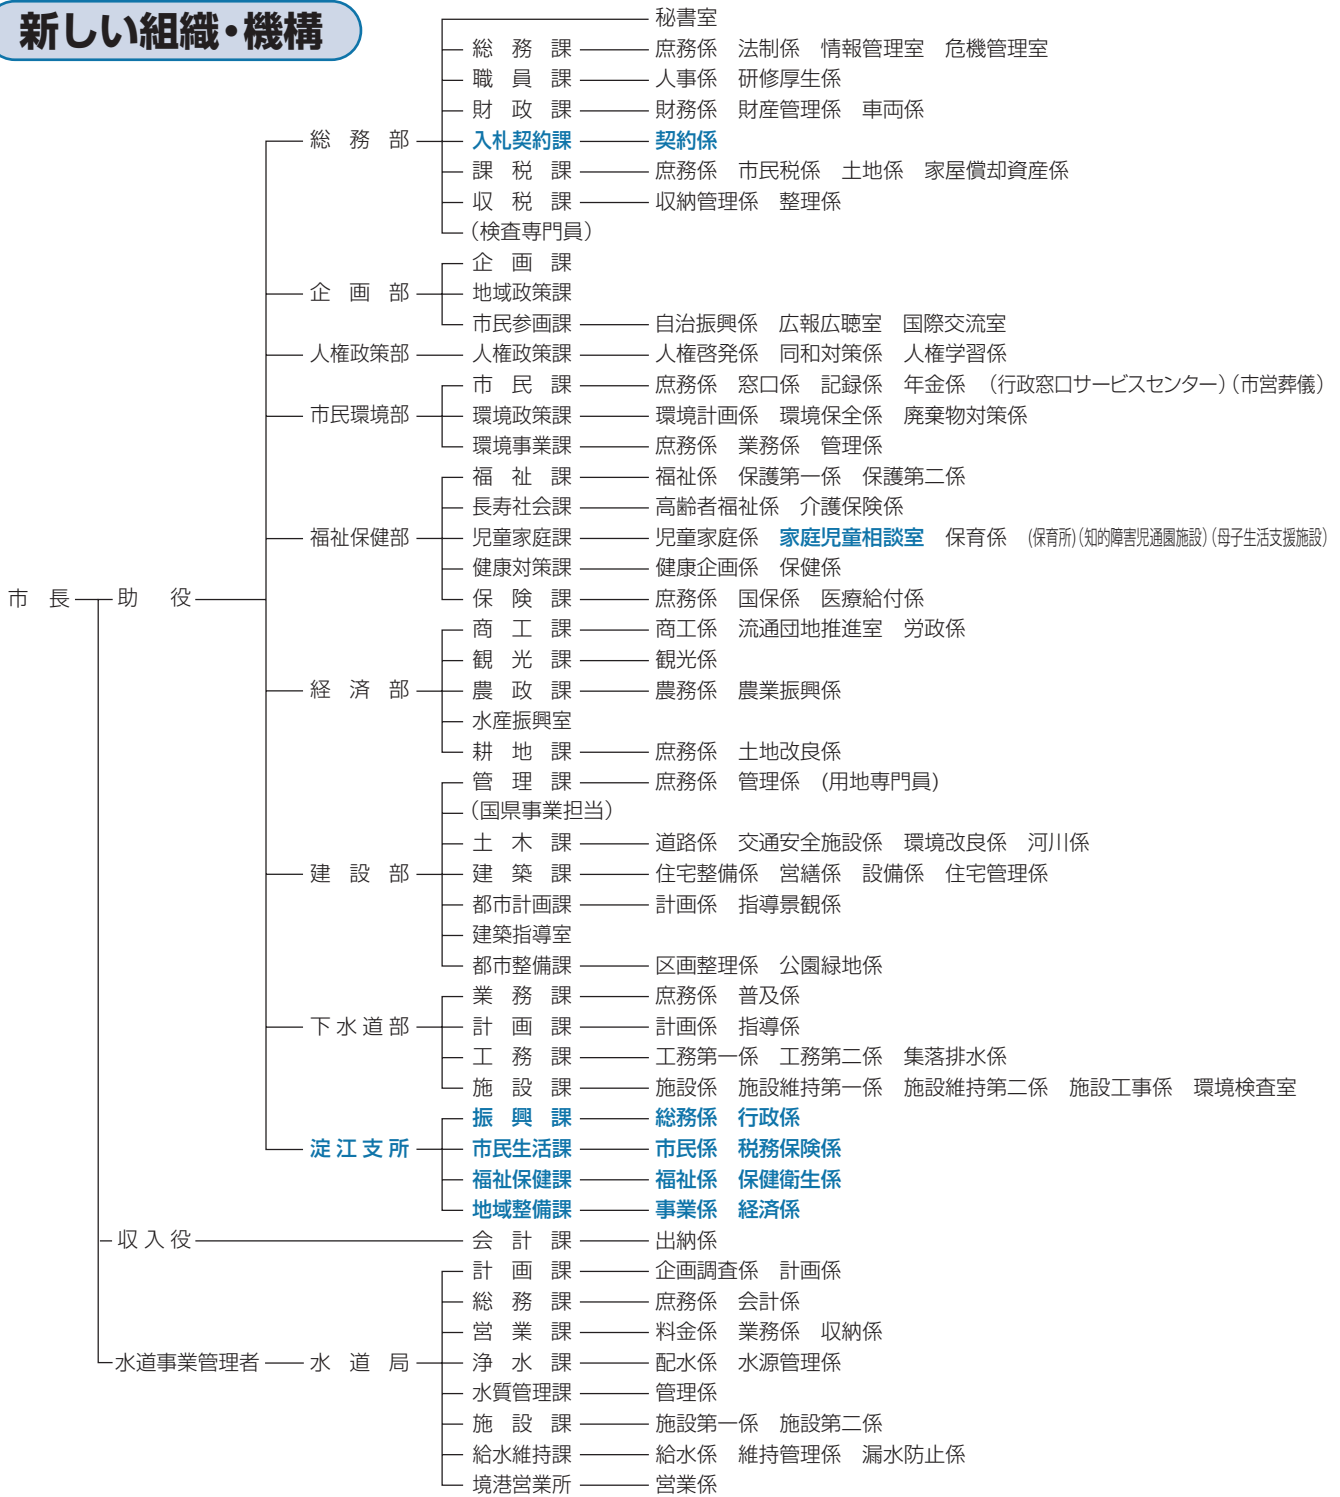 新しい組織・機構
秘書室
総務課 庶務係 法制係 情報管理室 危機管理室
職員課 人事係 研修厚生係
財政課 財務係 財産管理係 車両係
総務部 入札契約課 契約係
課税課 庶務係 市民税係 土地係 家屋償却資産係
収税課 収納管理係 整理係
(検査専門員)
企画課
企画部 地域政策課
市民参画課 自治振興係 広報広聴室 国際交流室
人権政策部 人権政策課 人権啓発係 同和対策係 人権学習係
市民課 庶務係 窓口係 記録係 年金係 (行政窓口サービスセンター)(市営葬儀)
市民環境部 環境政策課 環境計画係 環境保全係 廃棄物対策係
環境事業課 庶務係 業務係 管理係
福祉課 福祉係 保護第一係 保護第二係
長寿社会課 高齢者福祉係 介護保険係
福祉保健部 児童家庭課 児童家庭係 家庭児童相談室 保育係 (保育所)(知的障害児通園施設)(母子生活支援施設)
健康対策課 健康企画係 保健係
市長 助役 保険課 庶務係 国保係 医療給付係
商工課 商工係 流通団地推進室 労政係
観光課 観光係
経済部 農政課 農務係 農業振興係
水産振興室
耕地課 庶務係 土地改良係
管理課 庶務係 管理係 (用地専門員)
(国県事業担当)
土木課 道路係 交通安全施設係 環境改良係 河川係
建設部 建築課 住宅整備係 営繕係 設備係 住宅管理係
都市計画課 計画係 指導景観係
建築指導室
都市整備課 区画整理係 公園緑地係
業務課 庶務係 普及係
下水道部 計画課 計画係 指導係
工務課 工務第一係 工務第二係 集落排水係
施設課 施設係 施設維持第一係 施設維持第二係 施設工事係 環境検査室
振興課 総務係 行政係
淀江支所 市民生活課 市民係 税務保険係
福祉保健課 福祉係 保健衛生係
地域整備課 事業係 経済係
収入役 会計課 出納係
計画課 企画調査係 計画係
総務課 庶務係 会計係
営業課 料金係 業務係 収納係
水道事業管理者 水道局 浄水課 配水係 水源管理係
水質管理課 管理係
施設課 施設第一係 施設第二係
給水維持課 給水係 維持管理係 漏水防止係
境港営業所 営業係